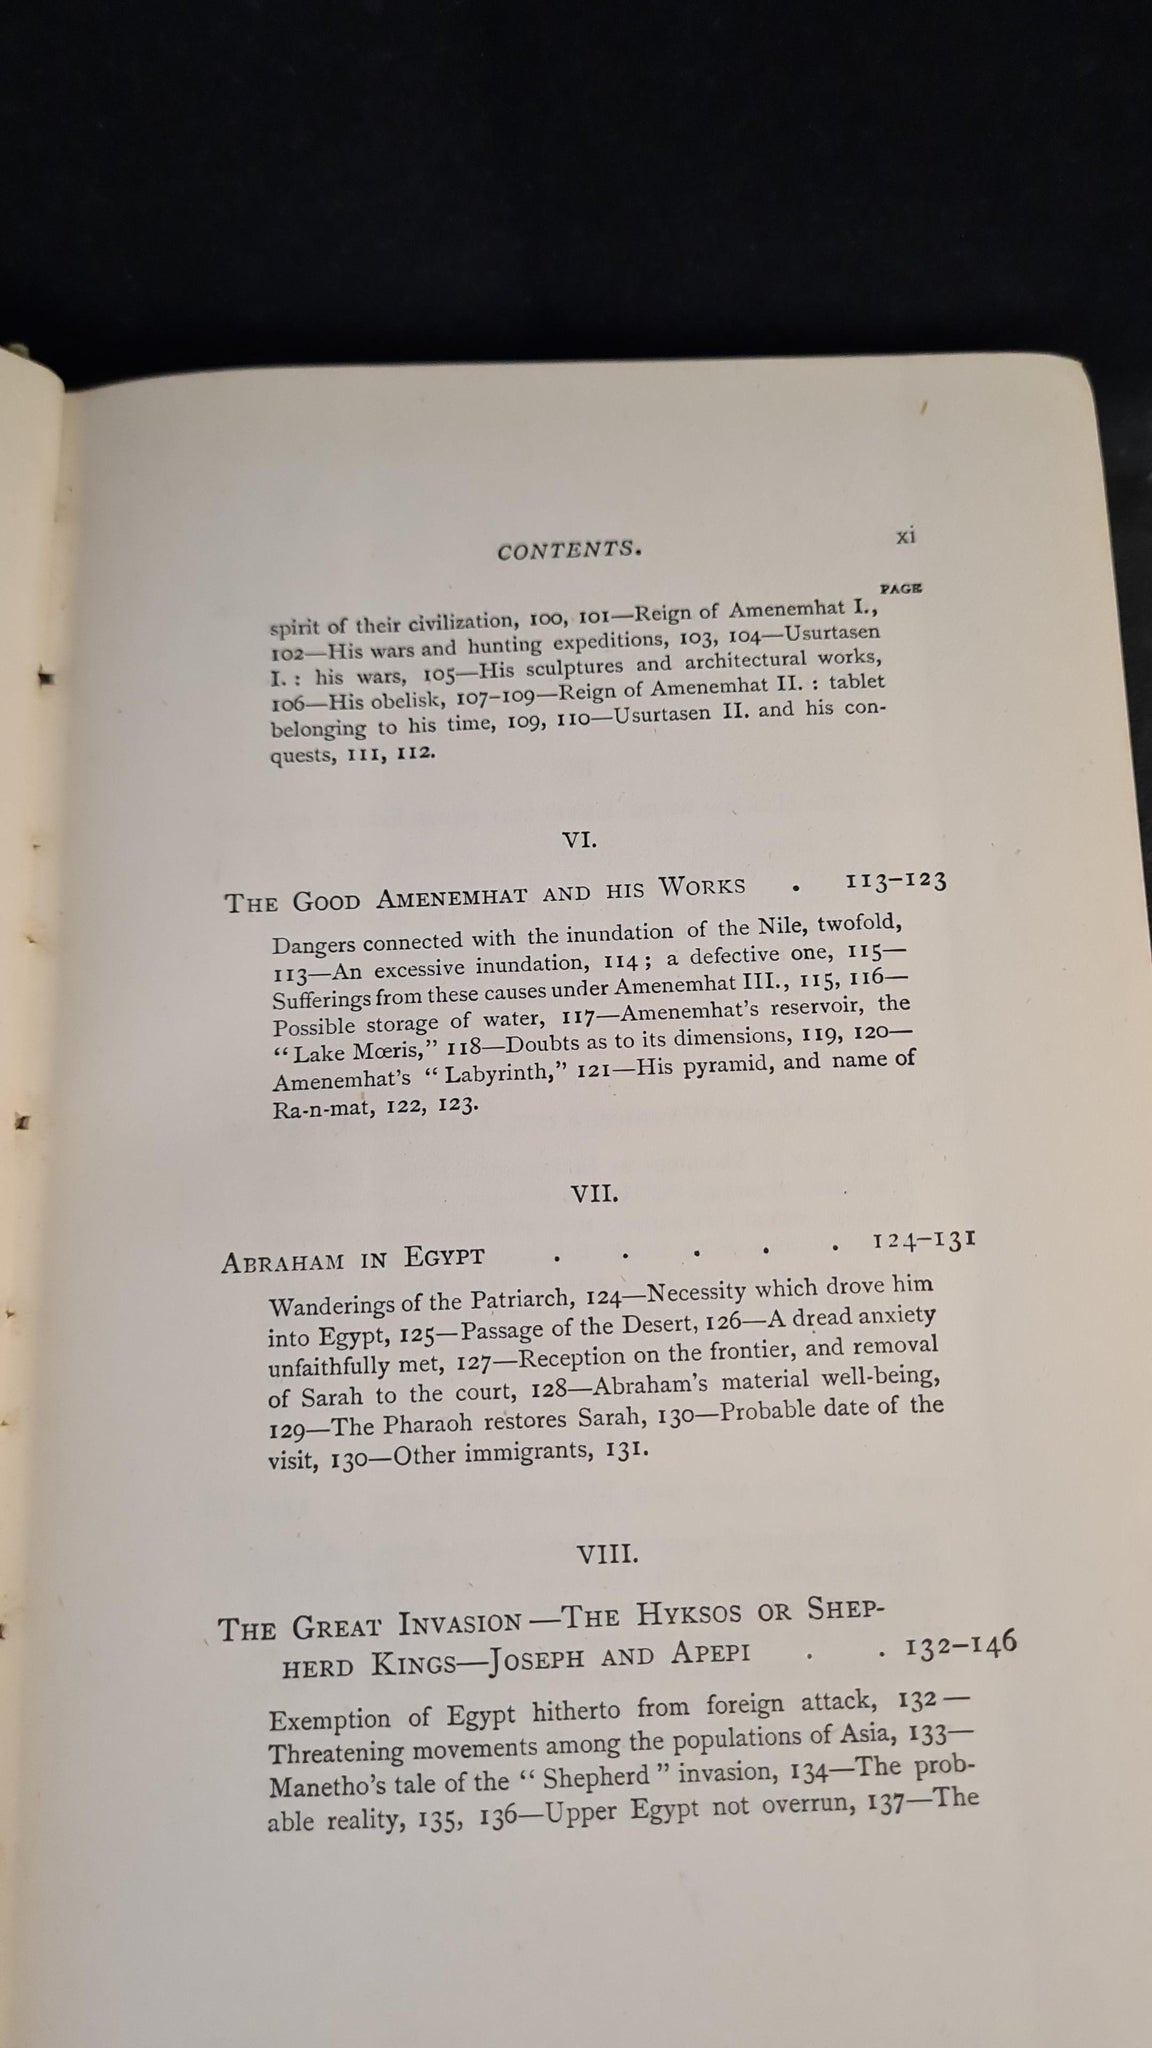 CONTENTS. xi
PAGE
spirit of their civilization, 100, 101—Reign of Amenemhat I.,
102—His wars and hunting expeditions, 103, 104—Usurtasen
I. : his wars, 105—His sculptures and architectural works,
106—His obelisk, 107–109—Reign of Amenemhat II. : tablet
belonging to his time, 109, 110—Usurtasen II. and his con-
quests, 111, 112.
VI.
THE GOOD AMENEMHAT AND HIS WORKS . 113–123
Dangers connected with the inundation of the Nile, twofold,
113—An excessive inundation, 114 ; a defective one, 115—
Sufferings from these causes under Amenemhat III., 115, 116—
Possible storage of water, 117—Amenemhat's reservoir, the
"Lake Mœris," 118—Doubts as to its dimensions, 119, 120—
Amenemhat's "Labyrinth," 121—His pyramid, and name of
Ra-n-mat, 122, 123.
VII.
ABRAHAM IN EGYPT . . . . . 124–131
Wanderings of the Patriarch, 124—Necessity which drove him
into Egypt, 125—Passage of the Desert, 126—A dread anxiety
unfaithfully met, 127—Reception on the frontier, and removal
of Sarah to the court, 128—Abraham's material well-being,
129—The Pharaoh restores Sarah, 130—Probable date of the
visit, 130—Other immigrants, 131.
VIII.
THE GREAT INVASION—THE HYKSOS OR SHEP-
HERD KINGS—JOSEPH AND APEPI . . 132–146
Exemption of Egypt hitherto from foreign attack, 132—
Threatening movements among the populations of Asia, 133—
Manetho's tale of the "Shepherd" invasion, 134—The prob-
able reality, 135, 136—Upper Egypt not overrun, 137—The